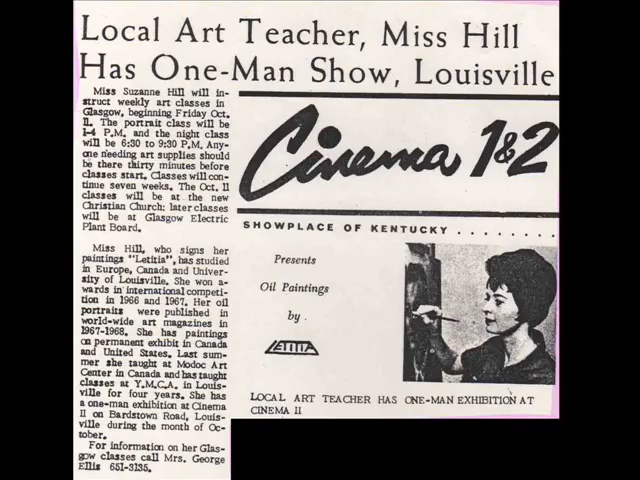 Local Art Teacher, Miss Hill
Has One-Man Show, Louisville
Miss Suzanne Hill will in-
struct weekly art classes in
Glasgow, beginning Friday Oct.
11. The portrait class will be
1-4 P.M. and the night class
will be 6:30 to 9:30 P.M. Any-
one needing art supplies should
be there thirty minutes before
classes start. Classes will con-
tinue seven weeks. The Oct. 11
classes will be at the new
Christian Church; later classes
will be at Glasgow Electric
Plant Board.
Miss Hill, who signs her
paintings "Letitia", has studied
in Europe, Canada and Univer-
sity of Louisville. She won a-
wards in international competi-
tion in 1966 and 1967. Her oil
portraits were published in
world-wide art magazines in
1967-1968. She has paintings
on permanent exhibit in Canada
and United States. Last sum-
mer she taught at Modoc Art
Center in Canada and has taught
classes at Y.M.C.A. in Louis-
ville for four years. She has
a one-man exhibition at Cinema
II on Bardstown Road, Louis-
ville during the month of Oc-
tober.
For information on her Glas-
gow classes call Mrs. George
Ellis 651-3135.
Cinema 1&2
SHOWPLACE OF KENTUCKY . . . . . . . .
Presents
Oil Paintings
by
LETITIA
LOCAL ART TEACHER HAS ONE-MAN EXHIBITION AT
CINEMA II